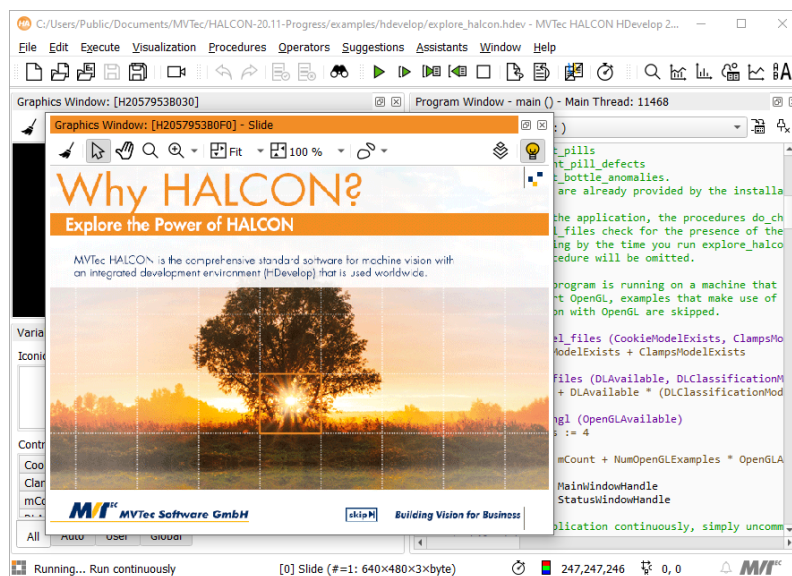 C:/Users/Public/Documents/MVTec/HALCON-20.11-Progress/examples/hdevelop/explore_halcon.hdev - MVTec HALCON HDevelop 2...
File Edit Execute Visualization Procedures Operators Suggestions Assistants Window Help
Graphics Window: [H2057953B030]
Program Window - main () - Main Thread: 11468
Graphics Window: [H2057953B0F0] - Slide
: )
Fit
100 %
Why HALCON?
Explore the Power of HALCON
MVTec HALCON is the comprehensive standard software for machine vision with
an integrated development environment (HDevelop) that is used worldwide.
MVTec Software GmbH
skip
Building Vision for Business
t_pills
nt_pill_defects
t_bottle_anomalies.
are already provided by the installa
the application, the procedures do_ch
l_files check for the presence of the
ing by the time you run explore_halco
cedure will be omitted.
program is running on a machine that
rt OpenGL, examples that make use of
on with OpenGL are skipped.
el_files (CookieModelExists, ClampsMo
ModelExists + ClampsModelExists
files (DLAvailable, DLClassificationM
+ DLAvailable * (DLClassificationMod
ngl (OpenGLAvailable)
s := 4
mCount + NumOpenGLExamples * OpenGLA
MainWindowHandle
StatusWindowHandle
plication continuously, simply uncomm
Varia
Iconic
Contr
Coo
Clar
mCo
All Auto User Global
Running... Run continuously
[0] Slide (#=1: 640×480×3×byte)
247,247,246
0, 0